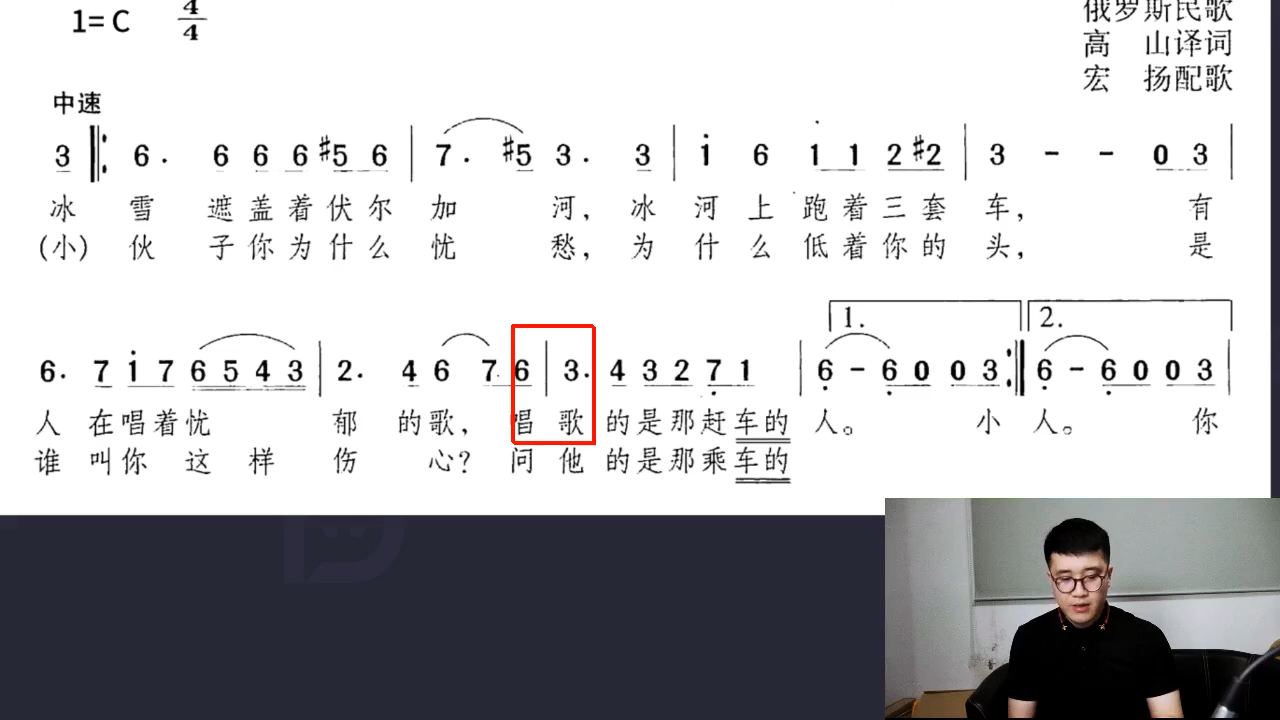 1= C 4/4
俄罗斯民歌
高 山译词
宏 扬配歌
中速
3 ‖: 6 . 6 6 6 #5 6 | 7 . #5 3 . 3 | i 6 1 1 2 #2 | 3 - - 0 3 |
冰 雪 遮 盖 着 伏 尔 加 河, 冰 河 上 跑 着 三 套 车, 有
(小) 伙 子 你 为 什 么 忧 愁, 为 什 么 低 着 你 的 头, 是
1. 2.
6 . 7 i 7 6 5 4 3 | 2 . 4 6 7 6 | 3 . 4 3 2 7 1 | 6 - 6 0 0 3 :‖ 6 - 6 0 0 3 |
人 在 唱 着 忧 郁 的 歌, 唱 歌 的 是 那 赶 车 的 人。 小 人。 你
谁 叫 你 这 样 伤 心? 问 他 的 是 那 乘 车 的